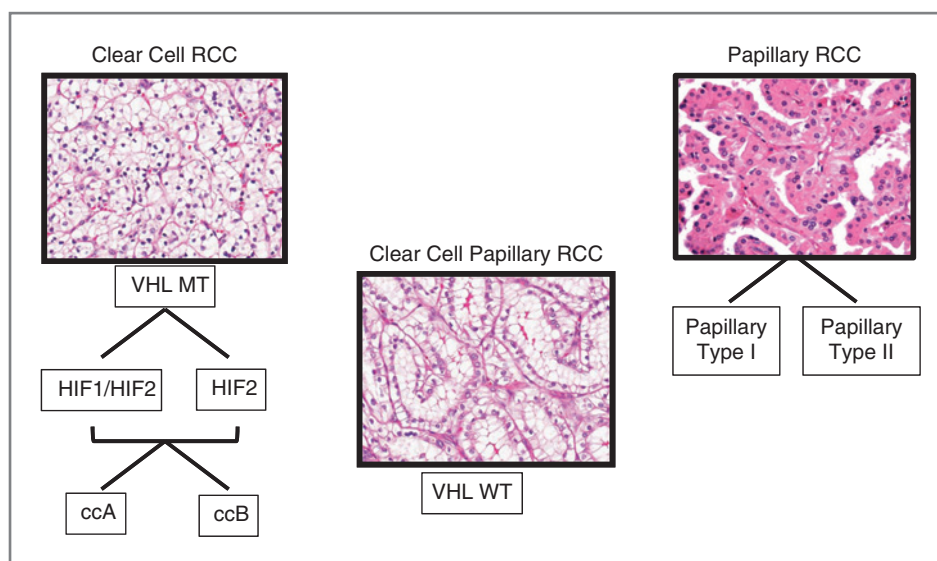 Clear Cell RCC
Papillary RCC
Clear Cell Papillary RCC
VHL MT
Papillary
Type I
Papillary
Type II
HIF1/HIF2
HIF2
VHL WT
ccA
ccB